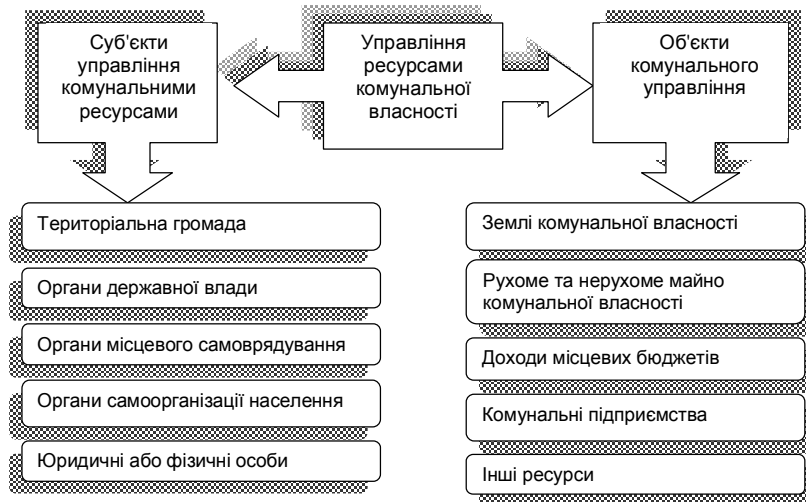 Суб'єкти
управління
комунальними
ресурсами
Управління
ресурсами
комунальної
власності
Об'єкти
комунального
управління
Територіальна громада
Органи державної влади
Органи місцевого самоврядування
Органи самоорганізації населення
Юридичні або фізичні особи
Землі комунальної власності
Рухоме та нерухоме майно
комунальної власності
Доходи місцевих бюджетів
Комунальні підприємства
Інші ресурси